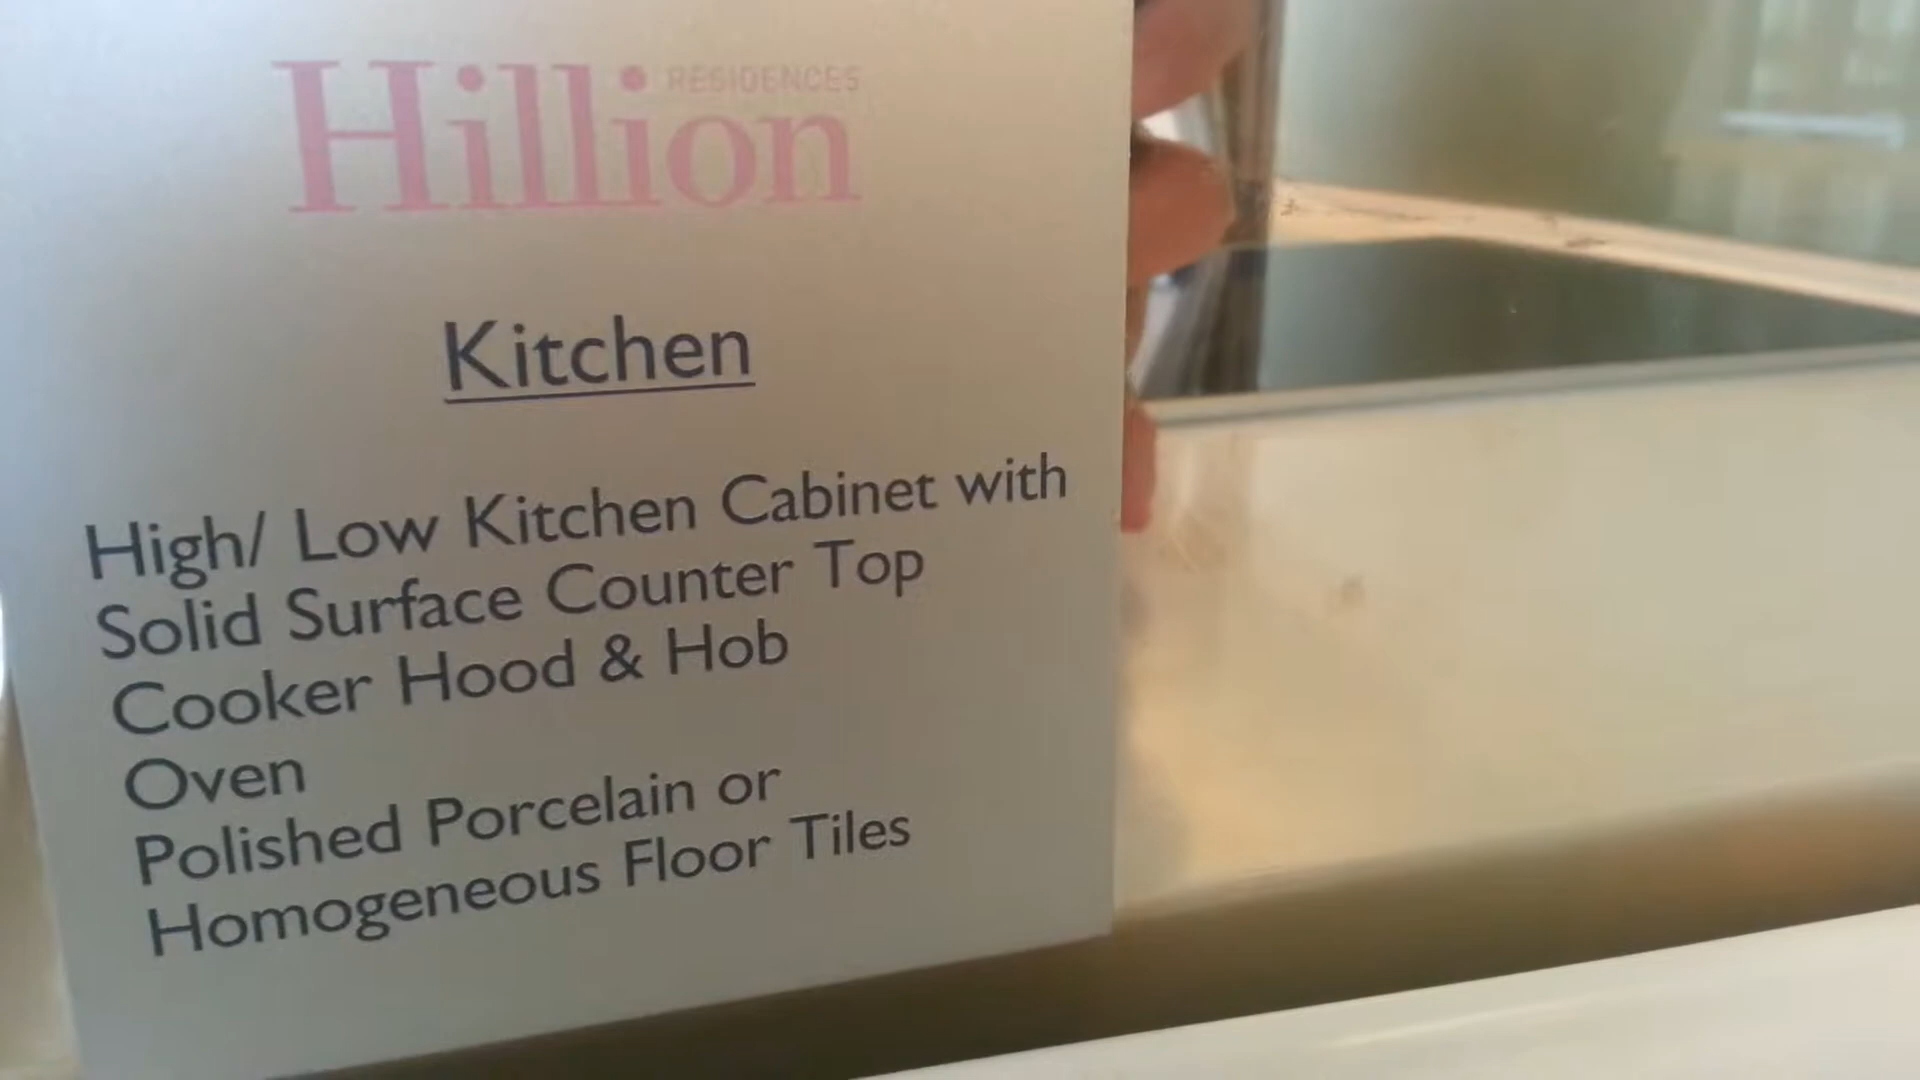 Hillion RESIDENCES
Kitchen
High/ Low Kitchen Cabinet with
Solid Surface Counter Top
Cooker Hood & Hob
Oven
Polished Porcelain or
Homogeneous Floor Tiles